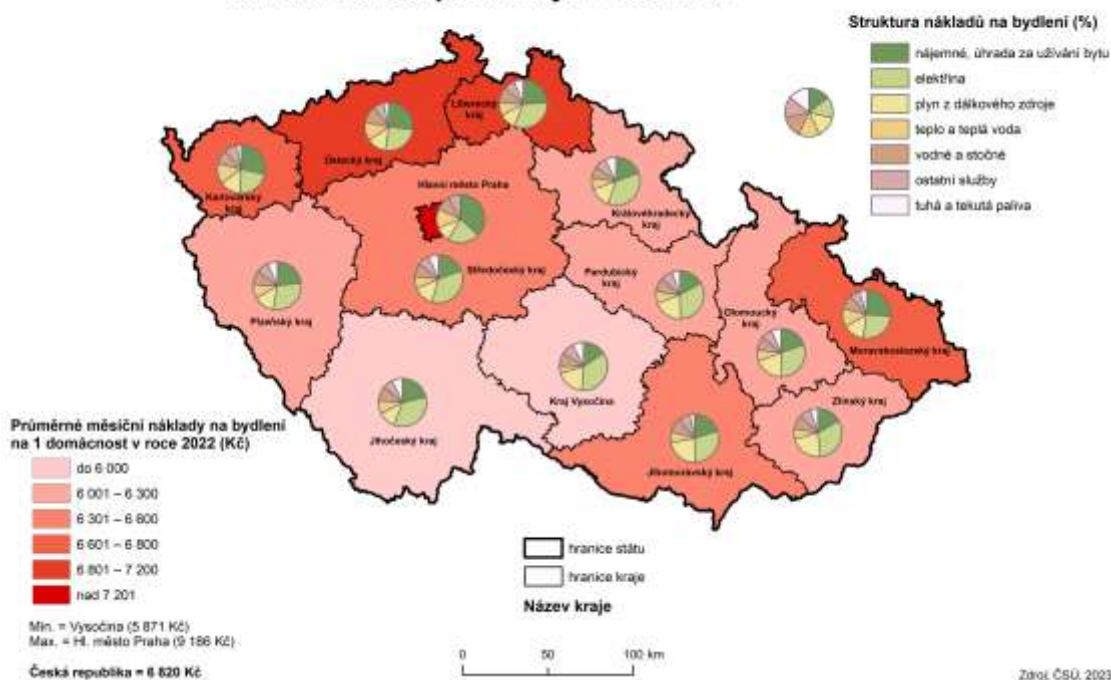 Struktura nákladů na bydlení (%)
nájemné, úhrada za užívání bytu
elektřina
plyn z dálkového zdroje
teplo a teplá voda
vodné a stočné
ostatní služby
tuhá a tekutá paliva
Liberecký
kraj
Ústecký kraj
Karlovarský
kraj
Hlavní město Praha
Královéhradecký
kraj
Středočeský kraj
Pardubický
kraj
Plzeňský kraj
Olomoucký
kraj
Moravskoslezský kraj
Kraj Vysočina
Zlínský kraj
Jihočeský kraj
Jihomoravský kraj
Průměrné měsíční náklady na bydlení
na 1 domácnost v roce 2022 (Kč)
do 6 000
6 001 – 6 300
6 301 – 6 600
6 601 – 6 800
6 801 – 7 200
nad 7 201
Min. = Vysočina (5 871 Kč)
Max. = Hl. město Praha (9 186 Kč)
Česká republika = 6 820 Kč
hranice státu
hranice kraje
Název kraje
0 50 100 km
Zdroj: ČSÚ, 2023